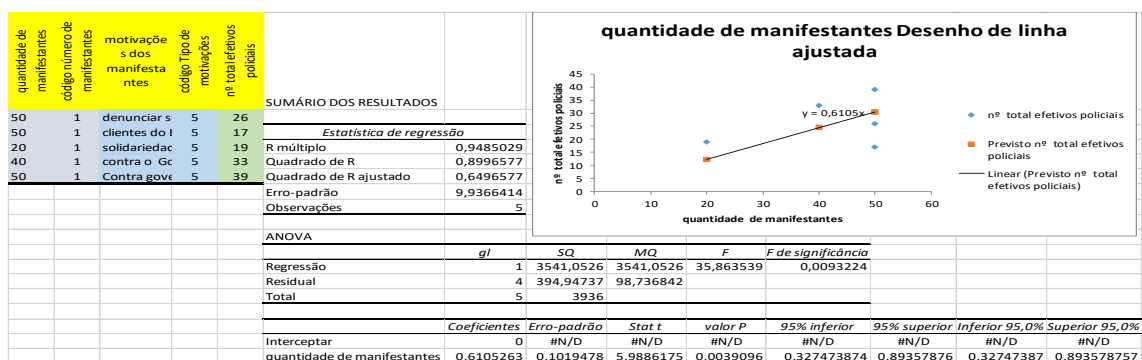 quantidade de manifestantes
código número de manifestantes
motivaçõe
s dos
manifesta
ntes
código Tipo de motivações
nº total efetivos policiais
50 1 denunciar s 5 26
50 1 clientes do 5 17
20 1 solidariedad 5 19
40 1 contra o Go 5 33
50 1 Contra gove 5 39
SUMÁRIO DOS RESULTADOS
Estatística de regressão
R múltiplo 0,9485029
Quadrado de R 0,8996577
Quadrado de R ajustado 0,6496577
Erro-padrão 9,9366414
Observações 5
quantidade de manifestantes Desenho de linha
ajustada
nº total efetivos policiais
45
40
35
30
25
20
15
10
5
0
y = 0,6105x
0 10 20 30 40 50 60
quantidade de manifestantes
nº total efetivos policiais
Previsto nº total efetivos
policiais
Linear (Previsto nº total
efetivos policiais)
ANOVA
gl SQ MQ F F de significância
Regressão 1 3541,0526 3541,0526 35,863539 0,0093224
Residual 4 394,94737 98,736842
Total 5 3936
Coeficientes Erro-padrão Stat t valor P 95% inferior 95% superior Inferior 95,0% Superior 95,0%
Interceptar 0 #N/D #N/D #N/D #N/D #N/D #N/D #N/D
quantidade de manifestantes 0,6105263 0,1019478 5,9886175 0,0039096 0,327473874 0,89357876 0,32747387 0,893578757